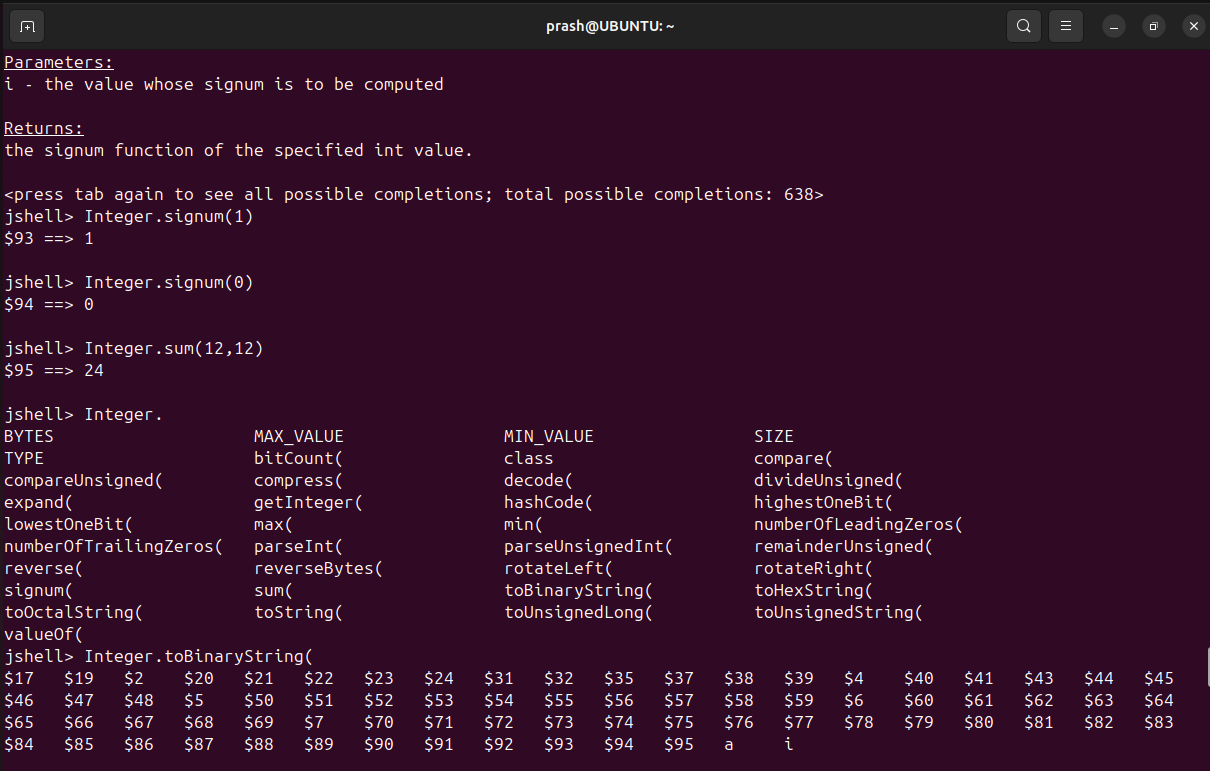 prash@UBUNTU: ~
Parameters:
i - the value whose signum is to be computed
Returns:
the signum function of the specified int value.
<press tab again to see all possible completions; total possible completions: 638>
jshell> Integer.signum(1)
$93 ==> 1
jshell> Integer.signum(0)
$94 ==> 0
jshell> Integer.sum(12,12)
$95 ==> 24
jshell> Integer.
BYTES MAX_VALUE MIN_VALUE SIZE
TYPE bitCount( class compare(
compareUnsigned( compress( decode( divideUnsigned(
expand( getInteger( hashCode( highestOneBit(
lowestOneBit( max( min( numberOfLeadingZeros(
numberOfTrailingZeros( parseInt( parseUnsignedInt( remainderUnsigned(
reverse( reverseBytes( rotateLeft( rotateRight(
signum( sum( toBinaryString( toHexString(
toOctalString( toString( toUnsignedLong( toUnsignedString(
valueOf(
jshell> Integer.toBinaryString(
$17 $19 $2 $20 $21 $22 $23 $24 $31 $32 $35 $37 $38 $39 $4 $40 $41 $43 $44 $45
$46 $47 $48 $5 $50 $51 $52 $53 $54 $55 $56 $57 $58 $59 $6 $60 $61 $62 $63 $64
$65 $66 $67 $68 $69 $7 $70 $71 $72 $73 $74 $75 $76 $77 $78 $79 $80 $81 $82 $83
$84 $85 $86 $87 $88 $89 $90 $91 $92 $93 $94 $95 a i